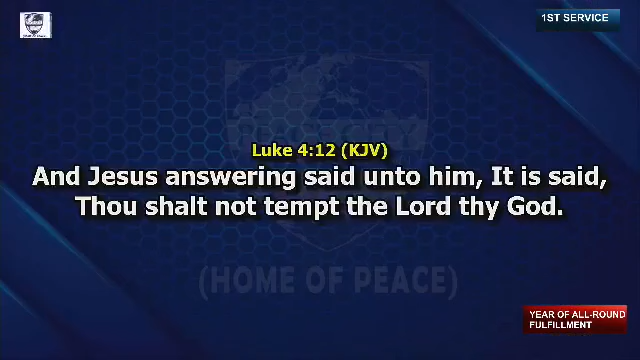 1ST SERVICE
Luke 4:12 (KJV)
And Jesus answering said unto him, It is said,
Thou shalt not tempt the Lord thy God.
(HOME OF PEACE)
YEAR OF ALL-ROUND
FULFILLMENT